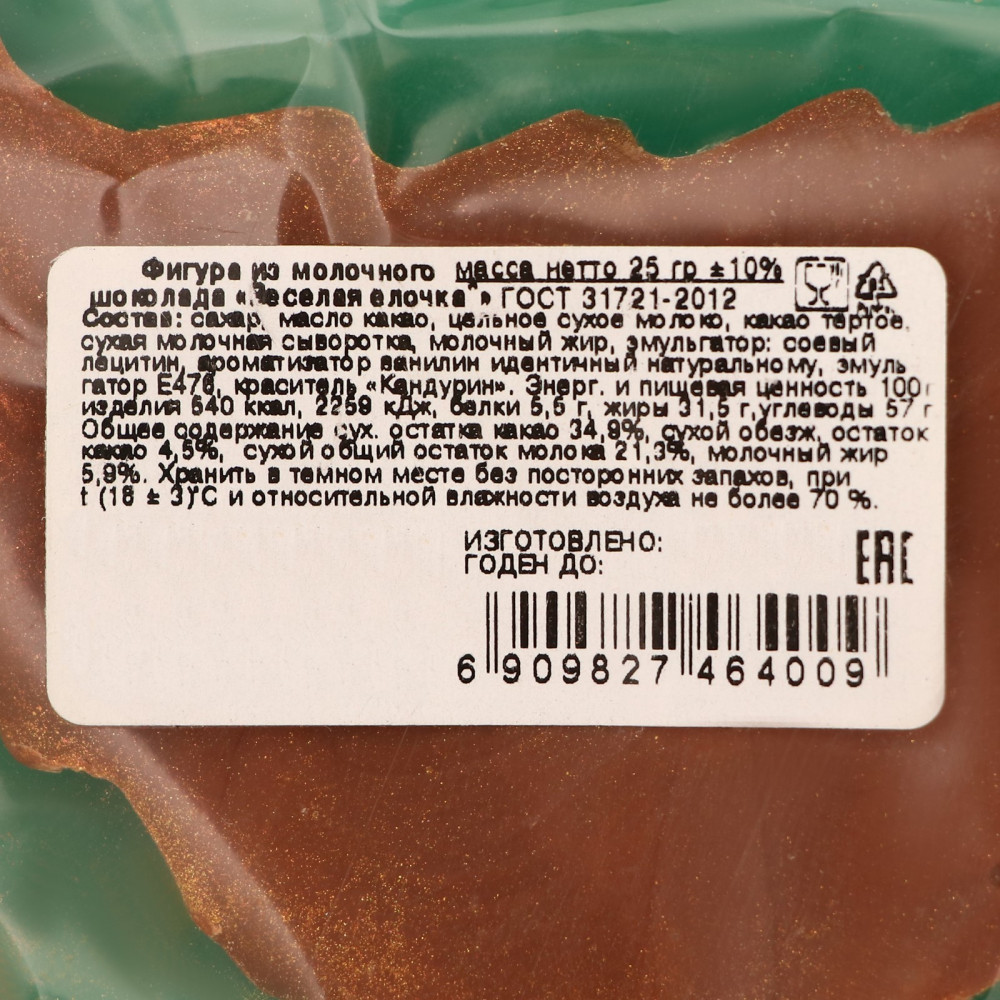 Фигура из молочного масса нетто 25 гр ±10%
шоколада «Веселая елочка"» ГОСТ 31721-2012
Состав: сахар, масло какао, цельное сухое молоко, какао тертое,
сухая молочная сыворотка, молочный жир, эмульгатор: соевый
лецитин, ароматизатор ванилин идентичный натуральному, эмуль
гатор Е476, краситель «Кандурин». Энерг. и пищевая ценность 100г
изделия 540 ккал, 2259 кДж, белки 5,5 г, жиры 31,5 г,углеводы 57 г
Общее содержание сух. остатка какао 34,9%, сухой обезж, остаток
какао 4,5%, сухой общий остаток молока 21,3%, молочный жир
5,9%. Хранить в темном месте без посторонних запахов, при
t (18 ± 3)°С и относительной влажности воздуха не более 70 %.
ИЗГОТОВЛЕНО:
ГОДЕН ДО:
EAC
6 909827 464009